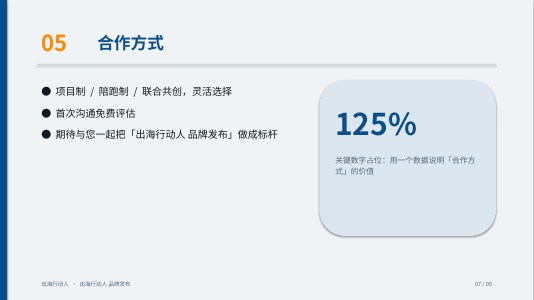 05 合作方式
● 项目制 / 陪跑制 / 联合共创，灵活选择
● 首次沟通免费评估
● 期待与您一起把「出海行动人 品牌发布」做成标杆
125%
关键数字占位：用一个数据说明「合作方
式」的价值
出海行动人 · 出海行动人 品牌发布
07 / 09